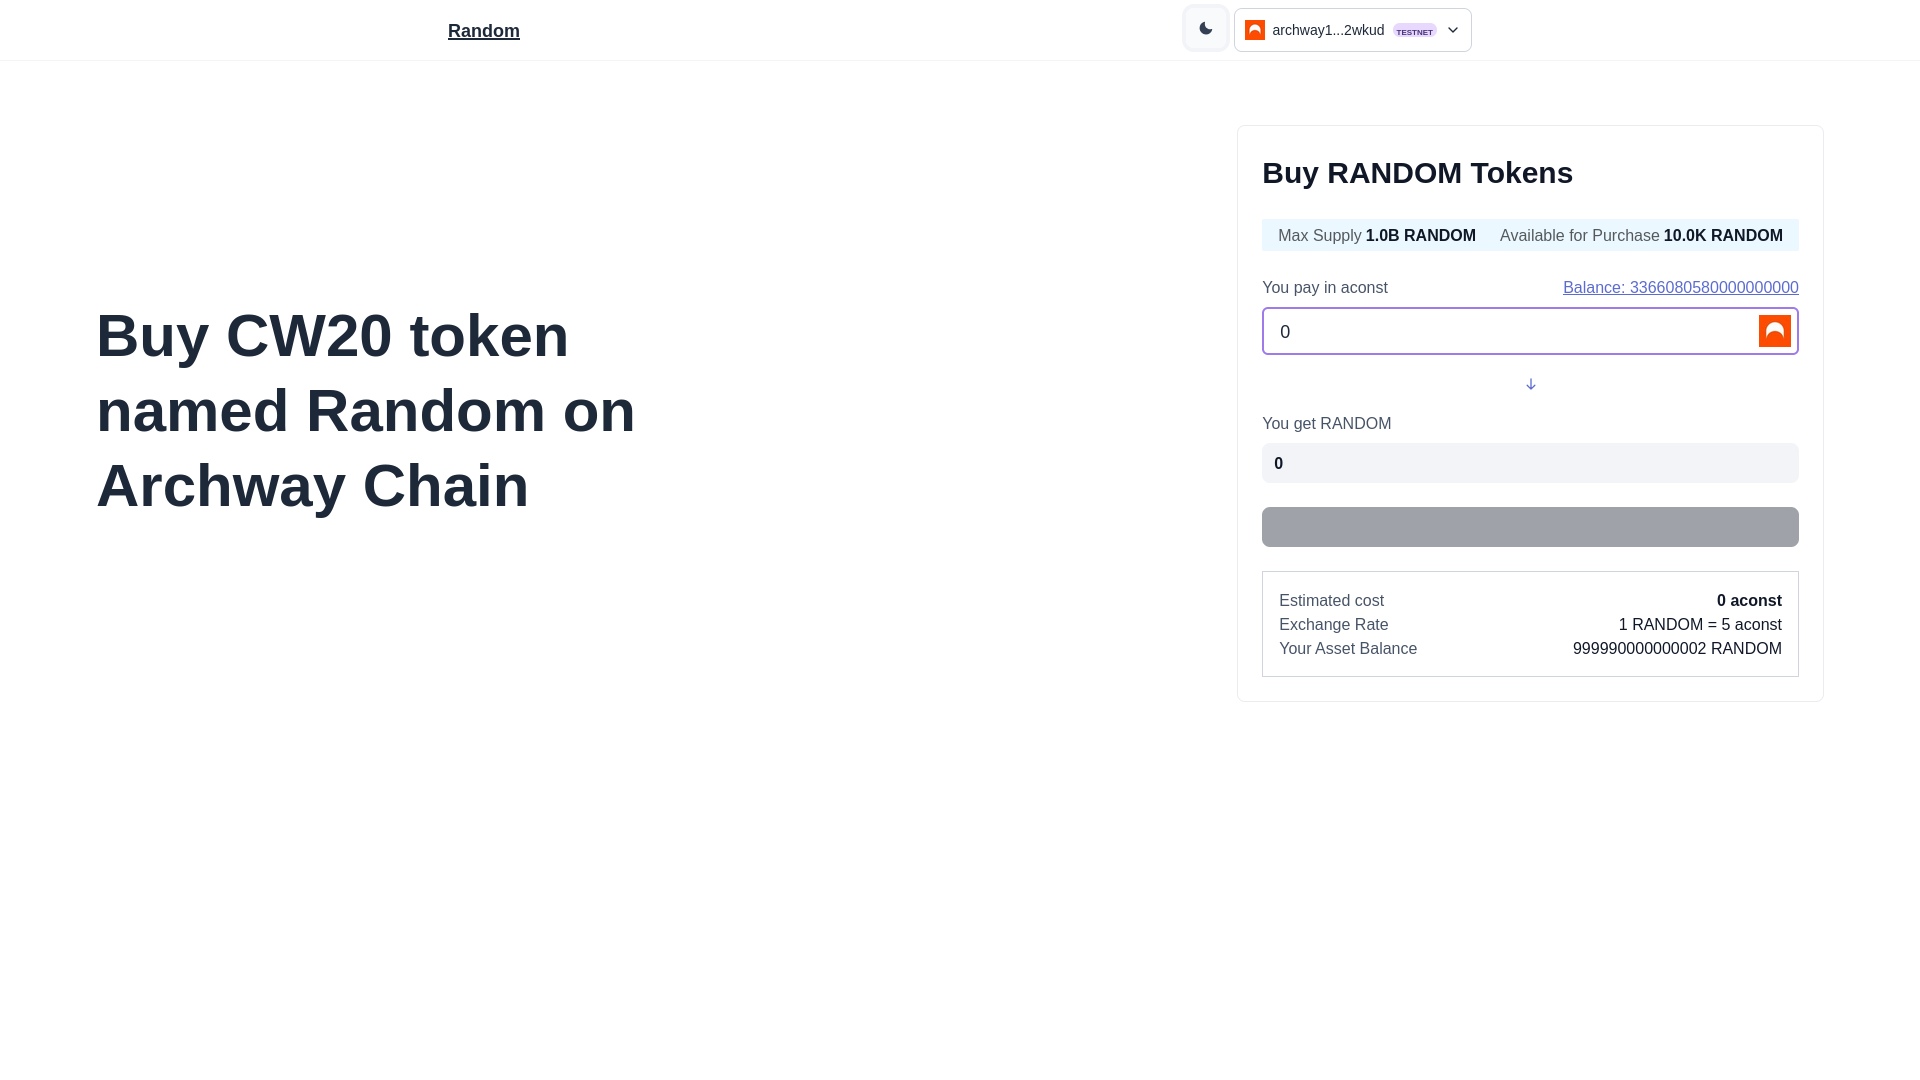 Random
archway1...2wkud TESTNET
Buy CW20 token
named Random on
Archway Chain
Buy RANDOM Tokens
Max Supply 1.0B RANDOM Available for Purchase 10.0K RANDOM
You pay in aconst Balance: 3366080580000000000
0
You get RANDOM
0
Estimated cost 0 aconst
Exchange Rate 1 RANDOM = 5 aconst
Your Asset Balance 999990000000002 RANDOM